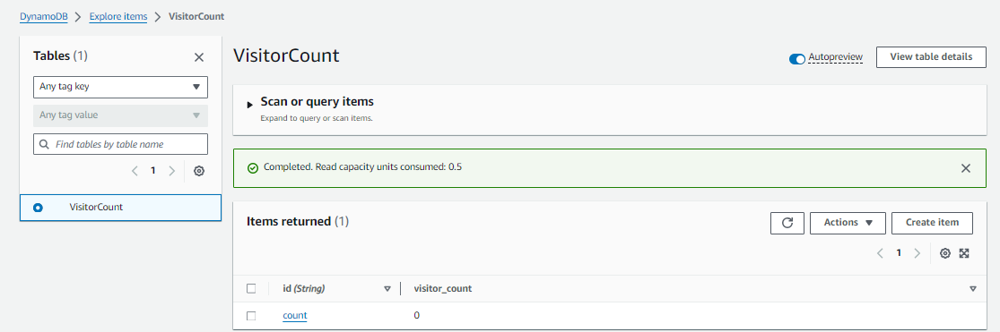 DynamoDB > Explore items > VisitorCount
Tables (1)
Any tag key
Any tag value
Find tables by table name
1
VisitorCount
VisitorCount
Autopreview
View table details
Scan or query items
Expand to query or scan items.
Completed. Read capacity units consumed: 0.5
Items returned (1)
Actions
Create item
1
id (String)
visitor_count
count
0